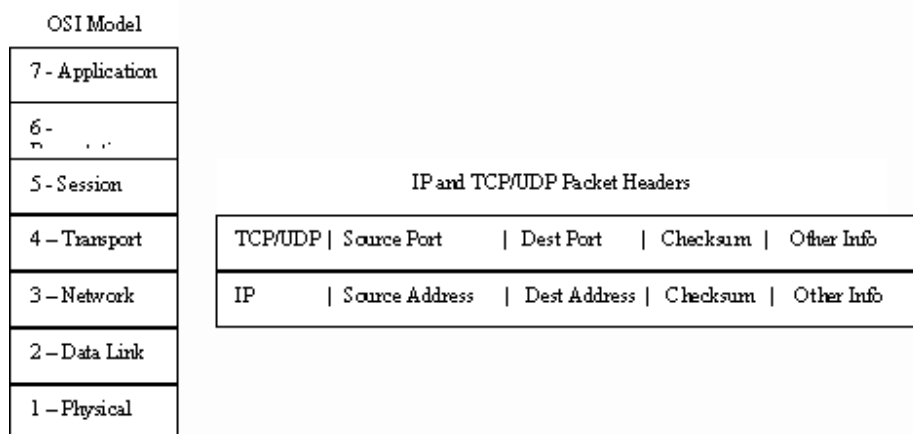 OSI Model
7 - Application
6 -
5 - Session
IP and TCP/UDP Packet Headers
4 – Transport
TCP/UDP | Source Port | Dest Port | Checksum | Other Info
3 – Network
IP | Source Address | Dest Address | Checksum | Other Info
2 – Data Link
1 – Physical